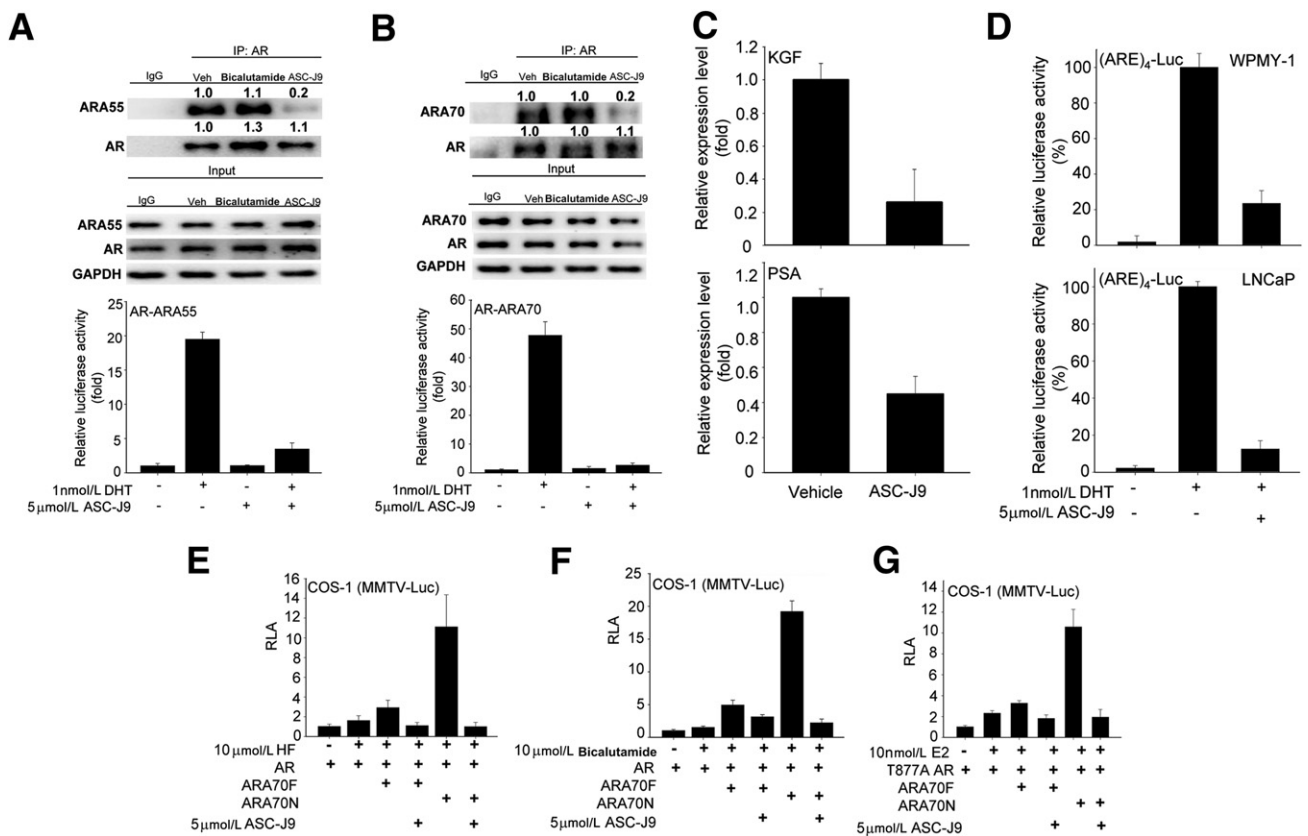 A
IP: AR
IgG Veh Bicalutamide ASC-J9
1.0 1.1 0.2
ARA55
1.0 1.3 1.1
AR
Input
IgG Veh Bicalutamide ASC-J9
ARA55
AR
GAPDH
AR-ARA55
Relative luciferase activity
(fold)
25
20
15
10
5
0
1nmol/L DHT - + - +
5μmol/L ASC-J9 - - + +
B
IP: AR
IgG Veh Bicalutamide ASC-J9
1.0 1.0 0.2
ARA70
1.0 1.0 1.1
AR
Input
IgG Veh Bicalutamide ASC-J9
ARA70
AR
GAPDH
AR-ARA70
Relative luciferase activity
(fold)
60
50
40
30
20
10
0
1nmol/L DHT - + - +
5μmol/L ASC-J9 - - + +
C
KGF
Relative expression level
(fold)
1.2
1.0
0.8
0.6
0.4
0.2
0
PSA
Relative expression level
(fold)
1.2
1.0
0.8
0.6
0.4
0.2
0
Vehicle ASC-J9
D
(ARE)4-Luc WPMY-1
Relative luciferase activity
(%)
100
80
60
40
20
0
(ARE)4-Luc LNCaP
Relative luciferase activity
(%)
100
80
60
40
20
0
1nmol/L DHT - + +
5μmol/L ASC-J9 - - +
E
COS-1 (MMTV-Luc)
RLA
16
14
12
10
8
6
4
2
0
10 μmol/L HF - + + + + +
AR + + + + + +
ARA70F + +
ARA70N + +
5μmol/L ASC-J9 + +
F
COS-1 (MMTV-Luc)
RLA
25
20
15
10
5
0
10 μmol/L Bicalutamide - + + + + +
AR + + + + + +
ARA70F + +
ARA70N + +
5μmol/L ASC-J9 + +
G
COS-1 (MMTV-Luc)
RLA
16
14
12
10
8
6
4
2
0
10nmol/L E2 - + + + + +
T877A AR + + + + + +
ARA70F + +
ARA70N + +
5μmol/L ASC-J9 + +